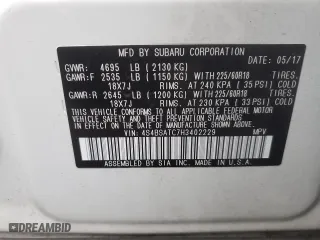 MFD. BY SUBARU CORPORATION 05/17
GVWR: 4695 LB (2130 KG)
GAWR:F 2535 LB (1150 KG) WITH 225/60R18 TIRES,
18X7J RIMS, AT 240 KPA (35 PSI) COLD
GAWR:R 2645 LB (1200 KG) WITH 225/60R18 TIRES,
18X7J RIMS, AT 230 KPA (33 PSI) COLD
THIS VEHICLE CONFORMS TO ALL APPLICABLE
FEDERAL MOTOR VEHICLE SAFETY, BUMPER, AND
THEFT PREVENTION STANDARDS IN EFFECT ON THE
DATE OF MANUFACTURE SHOWN ABOVE.
VIN: 4S4BSATC7H3402229 MPV
ASSEMBLED BY SIA INC. MADE IN U.S.A.